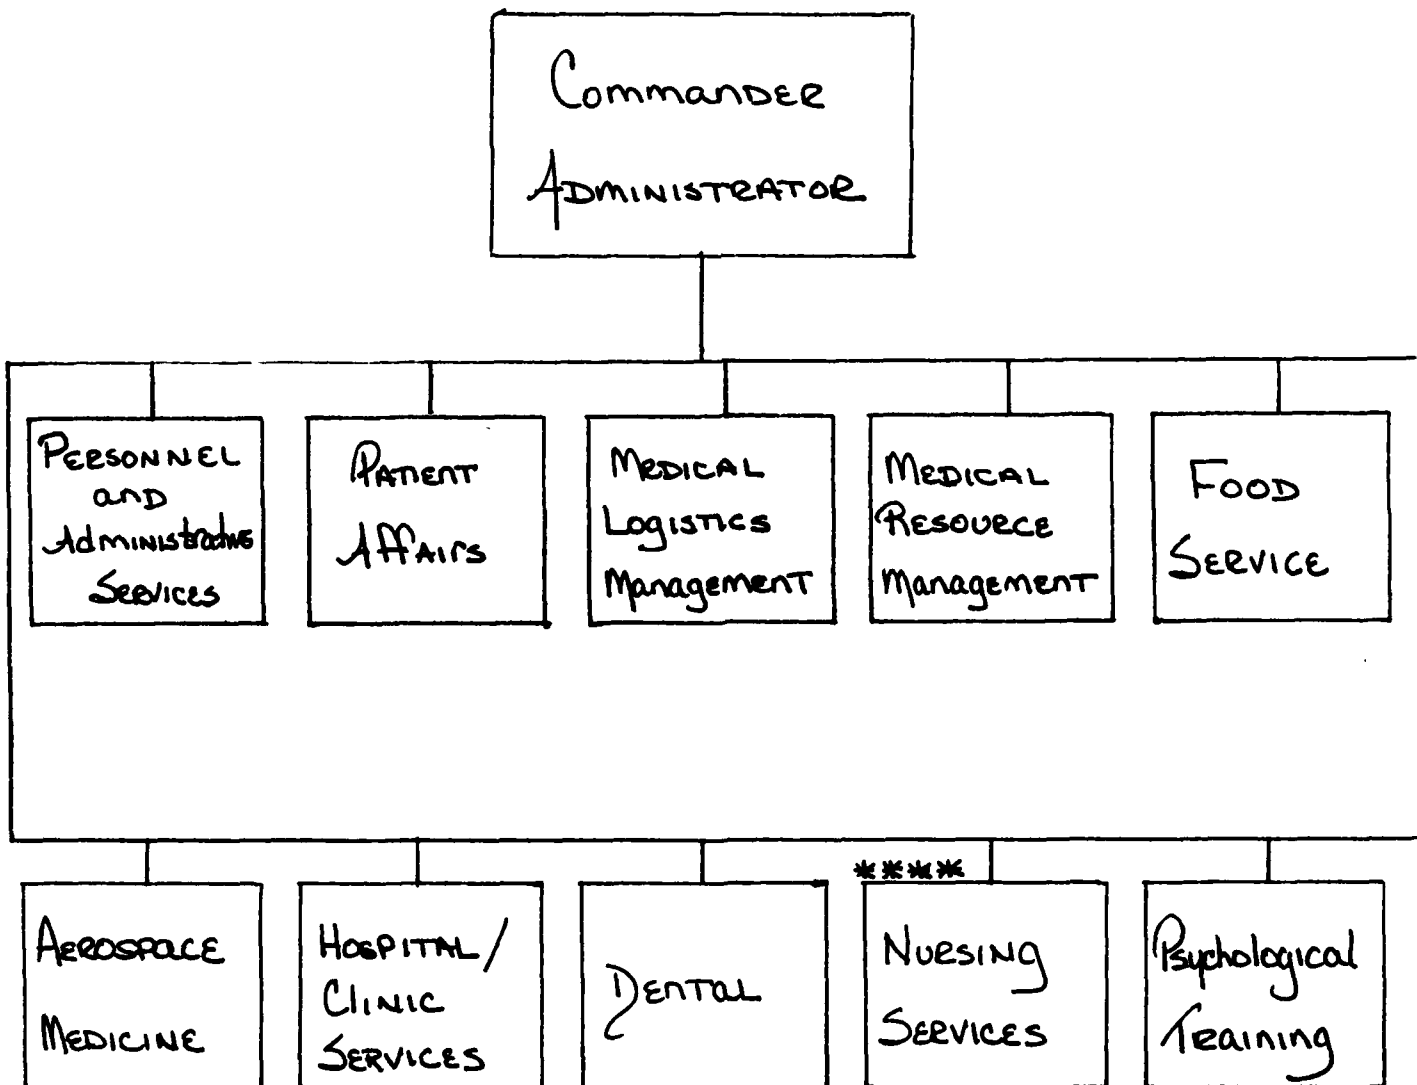 Commander
Administrator
Personnel
and
Administrative
Services
Patient
Affairs
Medical
Logistics
Management
Medical
Resource
Management
Food
Service
Aerospace
Medicine
Hospital/
Clinic
Services
Dental
****
Nursing
Services
Psychological
Training